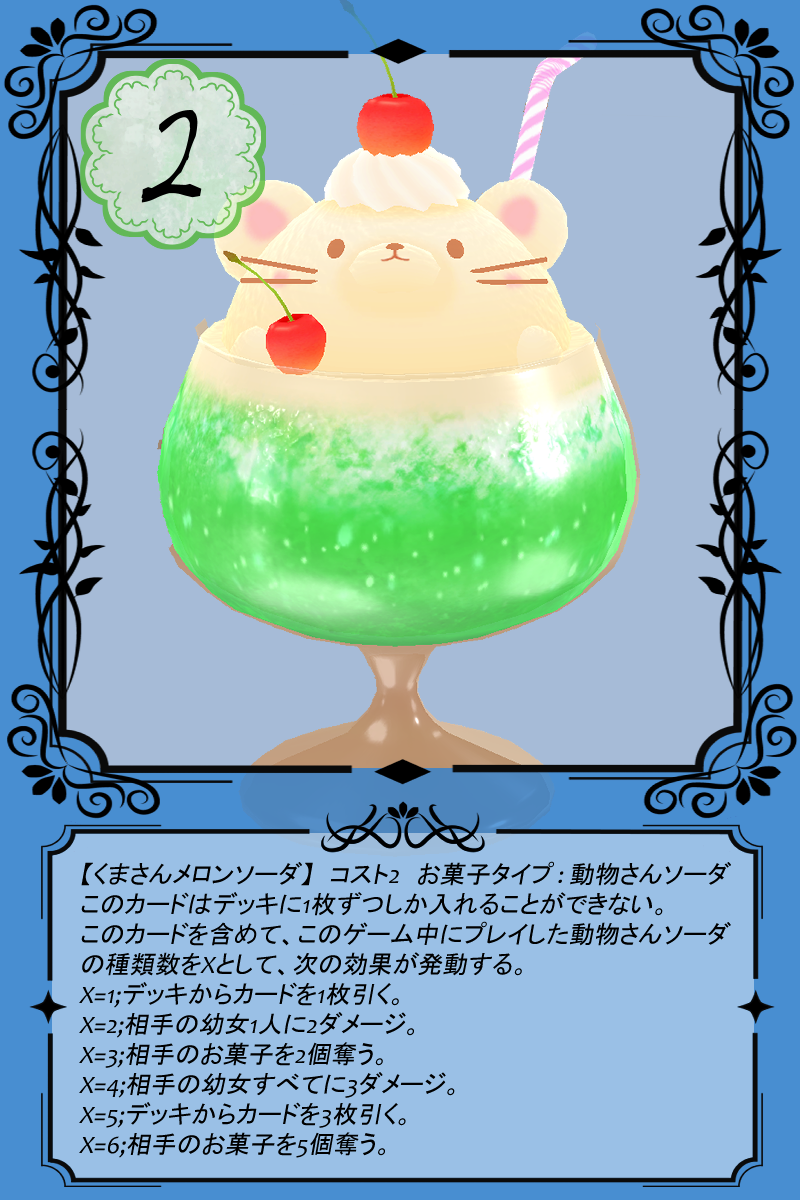 2
【くまさんメロンソーダ】 コスト2 お菓子タイプ : 動物さんソーダ
このカードはデッキに1枚ずつしか入れることができない。
このカードを含めて、このゲーム中にプレイした動物さんソーダ
の種類数をXとして、次の効果が発動する。
X=1;デッキからカードを1枚引く。
X=2;相手の幼女1人に2ダメージ。
X=3;相手のお菓子を2個奪う。
X=4;相手の幼女すべてに3ダメージ。
X=5;デッキからカードを3枚引く。
X=6;相手のお菓子を5個奪う。